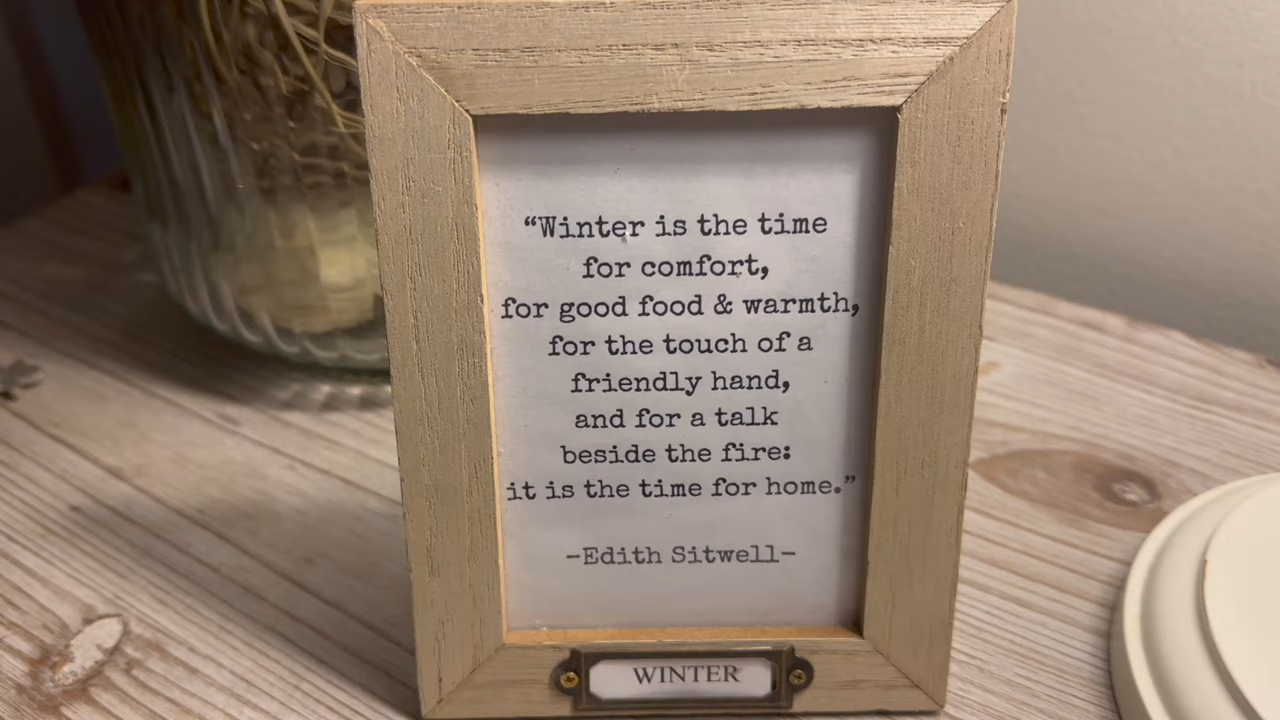 “Winter is the time
for comfort,
for good food & warmth,
for the touch of a
friendly hand,
and for a talk
beside the fire:
it is the time for home.”
-Edith Sitwell-
WINTER